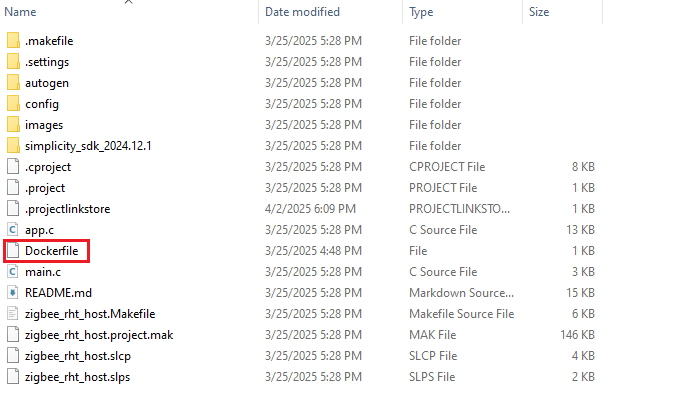 Name Date modified Type Size
.makefile 3/25/2025 5:28 PM File folder
.settings 3/25/2025 5:28 PM File folder
autogen 3/25/2025 5:28 PM File folder
config 3/25/2025 5:28 PM File folder
images 3/25/2025 5:28 PM File folder
simplicity_sdk_2024.12.1 3/25/2025 5:28 PM File folder
.cproject 3/25/2025 5:28 PM CPROJECT File 8 KB
.project 3/25/2025 5:28 PM PROJECT File 1 KB
.projectlinkstore 4/2/2025 6:09 PM PROJECTLINKSTO... 1 KB
app.c 3/25/2025 5:28 PM C Source File 13 KB
Dockerfile 3/25/2025 4:48 PM File 1 KB
main.c 3/25/2025 5:28 PM C Source File 3 KB
README.md 3/25/2025 5:28 PM Markdown Source... 15 KB
zigbee_rht_host.Makefile 3/25/2025 5:28 PM Makefile Source File 6 KB
zigbee_rht_host.project.mak 3/25/2025 5:28 PM MAK File 146 KB
zigbee_rht_host.slcp 3/25/2025 5:28 PM SLCP File 4 KB
zigbee_rht_host.slps 3/25/2025 5:28 PM SLPS File 2 KB